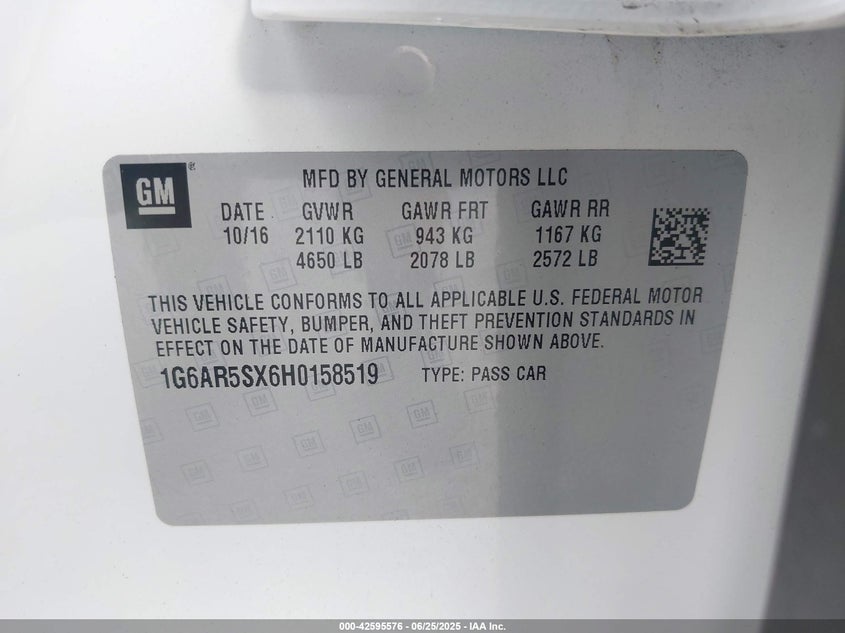 GM
MFD BY GENERAL MOTORS LLC
DATE GVWR GAWR FRT GAWR RR
10/16 2110 KG 943 KG 1167 KG
4650 LB 2078 LB 2572 LB
THIS VEHICLE CONFORMS TO ALL APPLICABLE U.S. FEDERAL MOTOR
VEHICLE SAFETY, BUMPER, AND THEFT PREVENTION STANDARDS IN
EFFECT ON THE DATE OF MANUFACTURE SHOWN ABOVE.
1G6AR5SX6H0158519 TYPE: PASS CAR
000-42595576 - 06/25/2025 - IAA Inc.